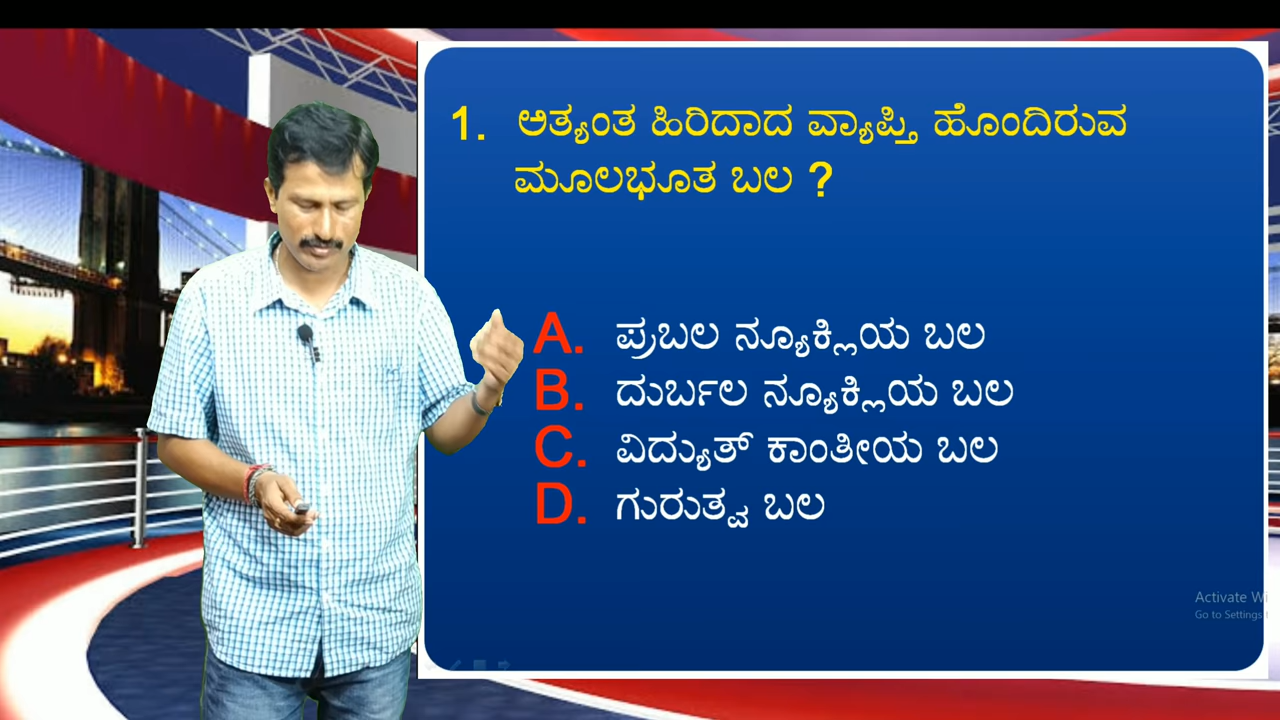 1. ಅತ್ಯಂತ ಹಿರಿದಾದ ವ್ಯಾಪ್ತಿ ಹೊಂದಿರುವ
ಮೂಲಭೂತ ಬಲ ?
A. ಪ್ರಬಲ ನ್ಯೂಕ್ಲಿಯ ಬಲ
B. ದುರ್ಬಲ ನ್ಯೂಕ್ಲಿಯ ಬಲ
C. ವಿದ್ಯುತ್ ಕಾಂತೀಯ ಬಲ
D. ಗುರುತ್ವ ಬಲ
Activate Wi
Go to Settings t